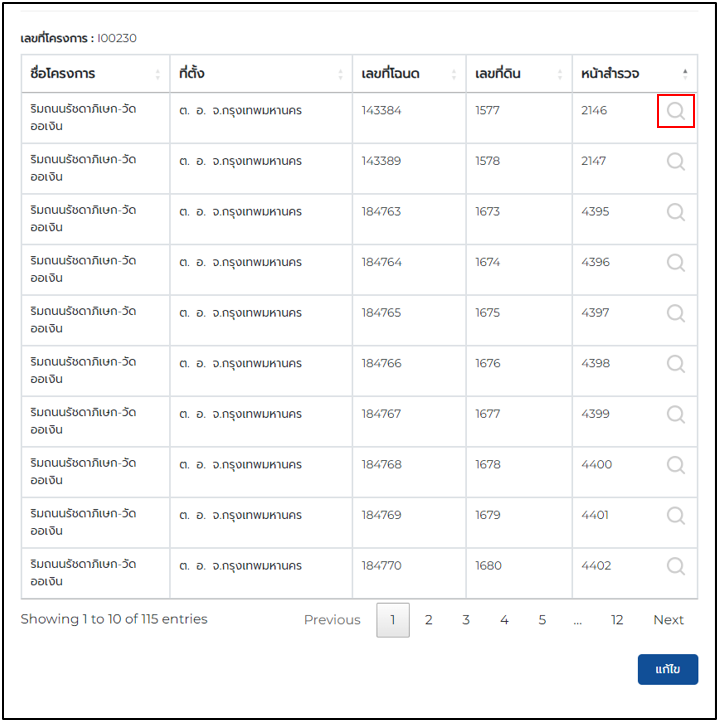 เลขที่โครงการ : I00230
ชื่อโครงการ ที่ตั้ง เลขที่โฉนด เลขที่ดิน หน้าสำรวจ
ริมถนนรัชดาภิเษก-วัด ต. อ. จ.กรุงเทพมหานคร 143384 1577 2146
ออเงิน
ริมถนนรัชดาภิเษก-วัด ต. อ. จ.กรุงเทพมหานคร 143389 1578 2147
ออเงิน
ริมถนนรัชดาภิเษก-วัด ต. อ. จ.กรุงเทพมหานคร 184763 1673 4395
ออเงิน
ริมถนนรัชดาภิเษก-วัด ต. อ. จ.กรุงเทพมหานคร 184764 1674 4396
ออเงิน
ริมถนนรัชดาภิเษก-วัด ต. อ. จ.กรุงเทพมหานคร 184765 1675 4397
ออเงิน
ริมถนนรัชดาภิเษก-วัด ต. อ. จ.กรุงเทพมหานคร 184766 1676 4398
ออเงิน
ริมถนนรัชดาภิเษก-วัด ต. อ. จ.กรุงเทพมหานคร 184767 1677 4399
ออเงิน
ริมถนนรัชดาภิเษก-วัด ต. อ. จ.กรุงเทพมหานคร 184768 1678 4400
ออเงิน
ริมถนนรัชดาภิเษก-วัด ต. อ. จ.กรุงเทพมหานคร 184769 1679 4401
ออเงิน
ริมถนนรัชดาภิเษก-วัด ต. อ. จ.กรุงเทพมหานคร 184770 1680 4402
ออเงิน
Showing 1 to 10 of 115 entries Previous 1 2 3 4 5 ... 12 Next
แก้ไข